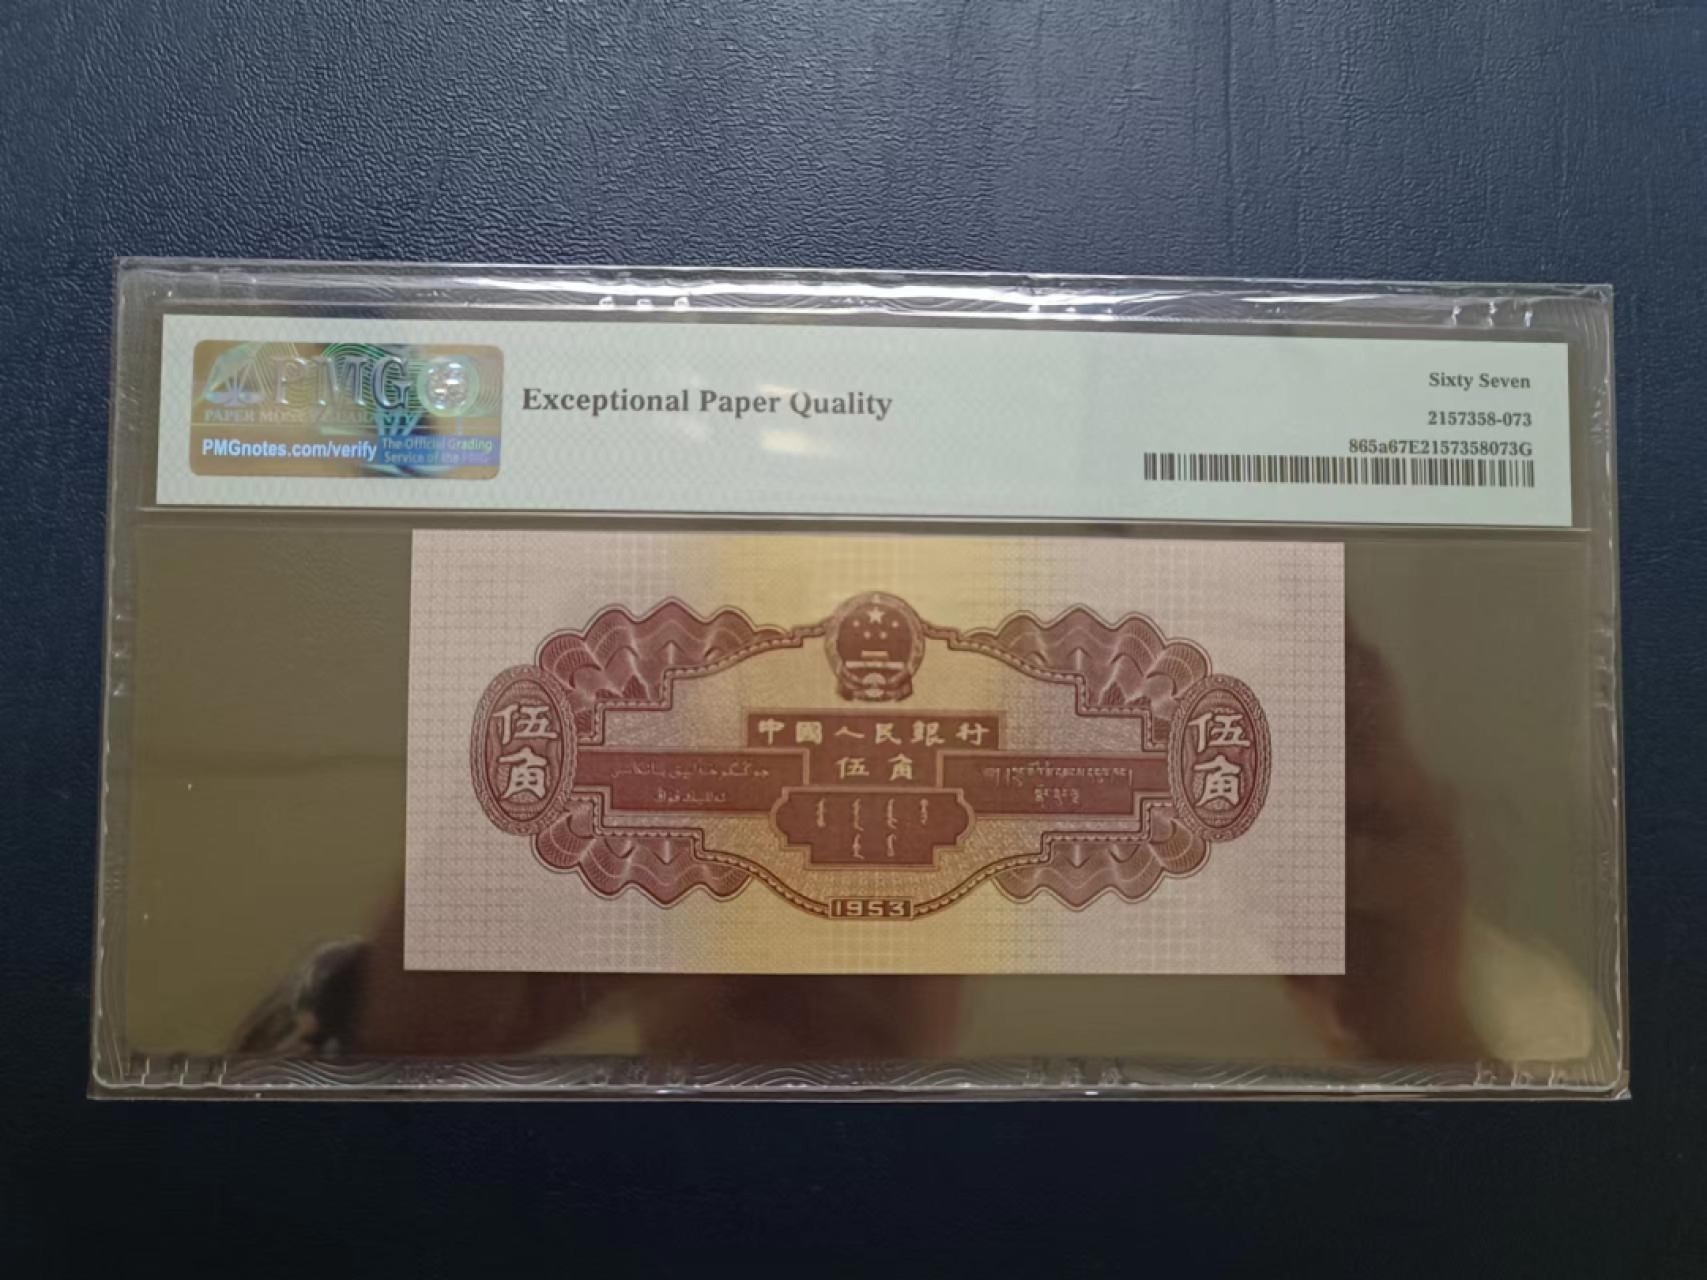 PMG
PAPER MONEY GUARANTY
PMGnotes.com/verify
The Official Grading
Service of the PMG
Exceptional Paper Quality
Sixty Seven
2157358-073
865a67E2157358073G
中國人民銀行
伍角
伍角
伍角
1953